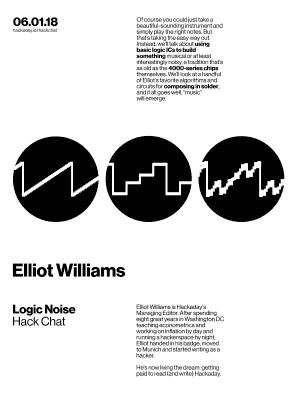 06.01.18
hackaday.io/hackchat
Of course you could just take a
beautiful-sounding instrument and
simply play the right notes. But
that's taking the easy way out.
Instead, we'll talk about using
basic logic ICs to build
something musical or at least
interestingly noisy, a tradition that's
as old as the 4000-series chips
themselves. We'll look at a handful
of Elliot's favorite algorithms and
circuits for composing in solder,
and if all goes well, "music"
will emerge.
Elliot Williams
Logic Noise
Hack Chat
Elliot Williams is Hackaday's
Managing Editor. After spending
eight great years in Washington DC
teaching econometrics and
working on inflation by day and
running a hackerspace by night,
Elliot handed in his badge, moved
to Munich and started writing as a
hacker.
He's now living the dream: getting
paid to read (and write) Hackaday.